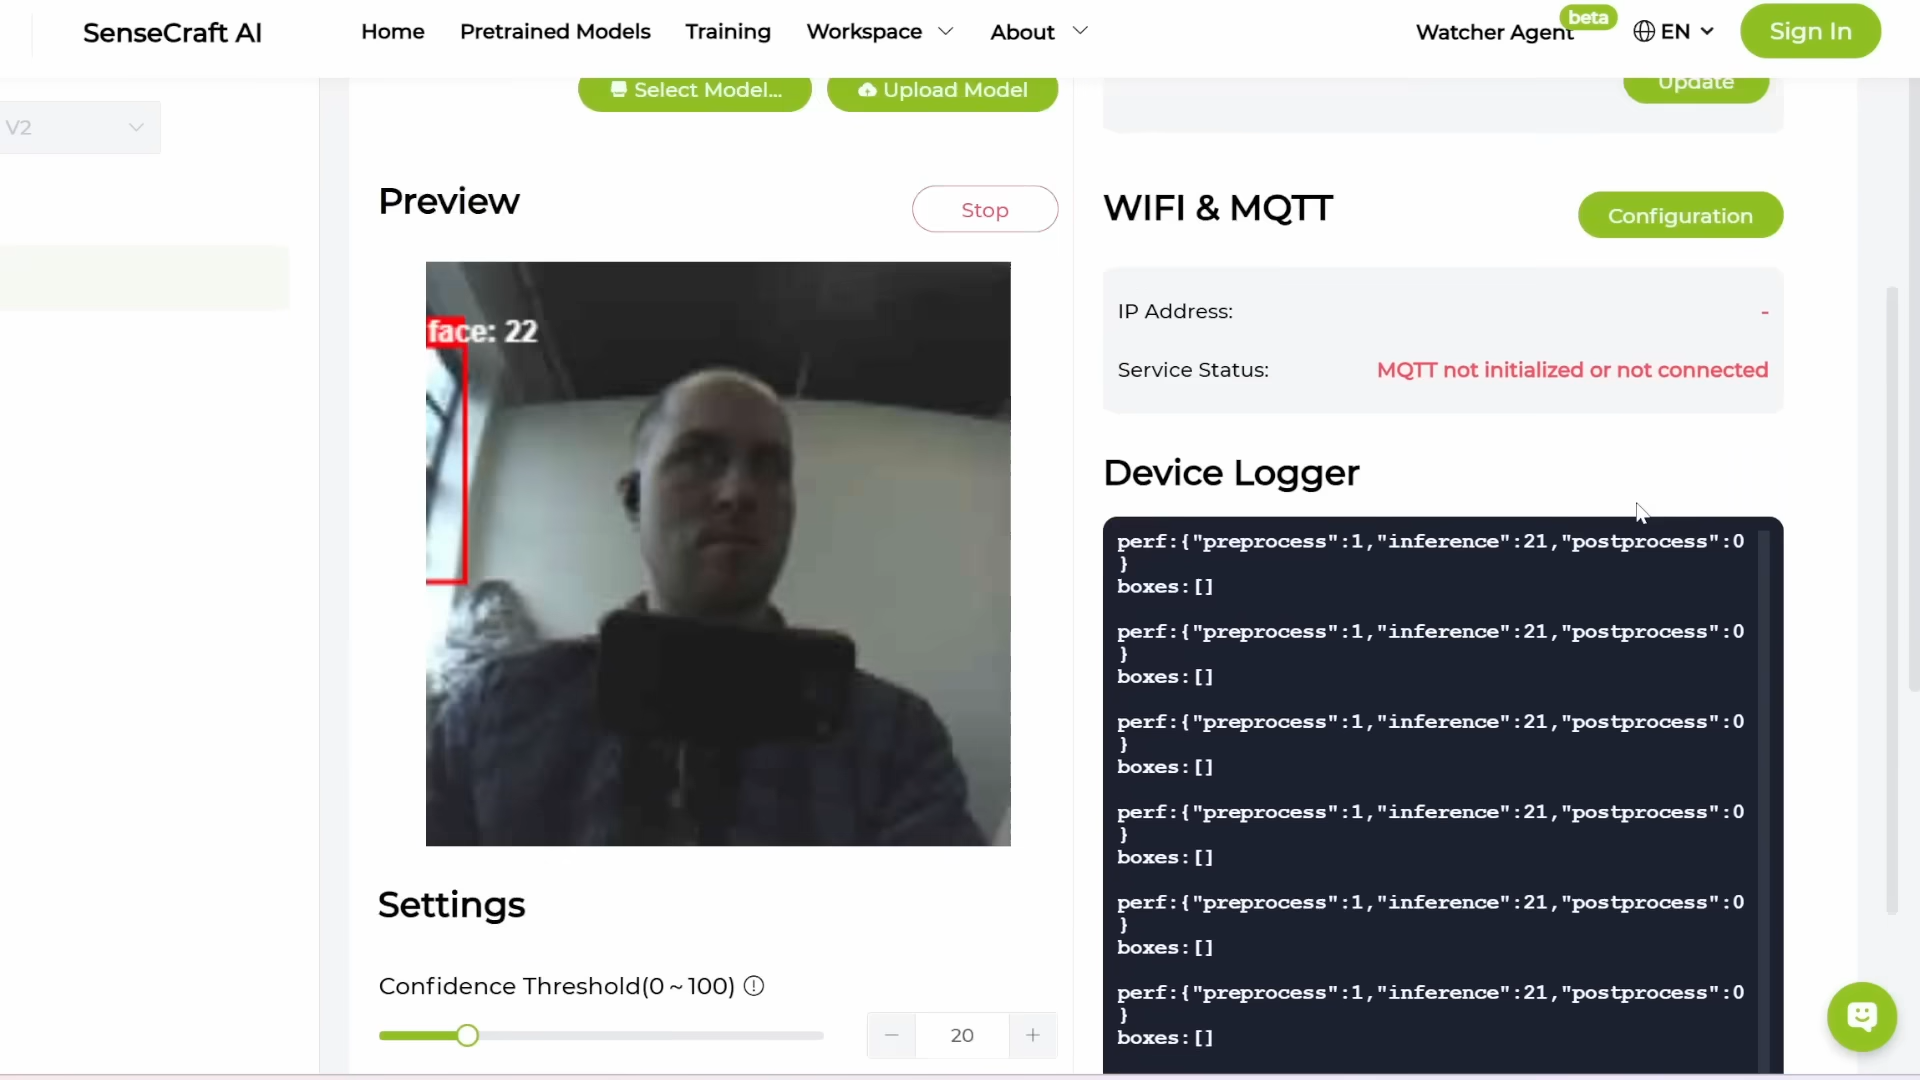 SenseCraft AI
Home
Pretrained Models
Training
Workspace
About
Watcher Agent
beta
EN
Sign In
Select Model...
Upload Model
Update
V2
Preview
Stop
WIFI & MQTT
Configuration
face: 22
IP Address:
-
Service Status:
MQTT not initialized or not connected
Device Logger
perf:{"preprocess":1,"inference":21,"postprocess":0
}
boxes:[]
perf:{"preprocess":1,"inference":21,"postprocess":0
}
boxes:[]
perf:{"preprocess":1,"inference":21,"postprocess":0
}
boxes:[]
perf:{"preprocess":1,"inference":21,"postprocess":0
}
boxes:[]
perf:{"preprocess":1,"inference":21,"postprocess":0
}
boxes:[]
perf:{"preprocess":1,"inference":21,"postprocess":0
}
boxes:[]
Settings
Confidence Threshold(0~100)
20